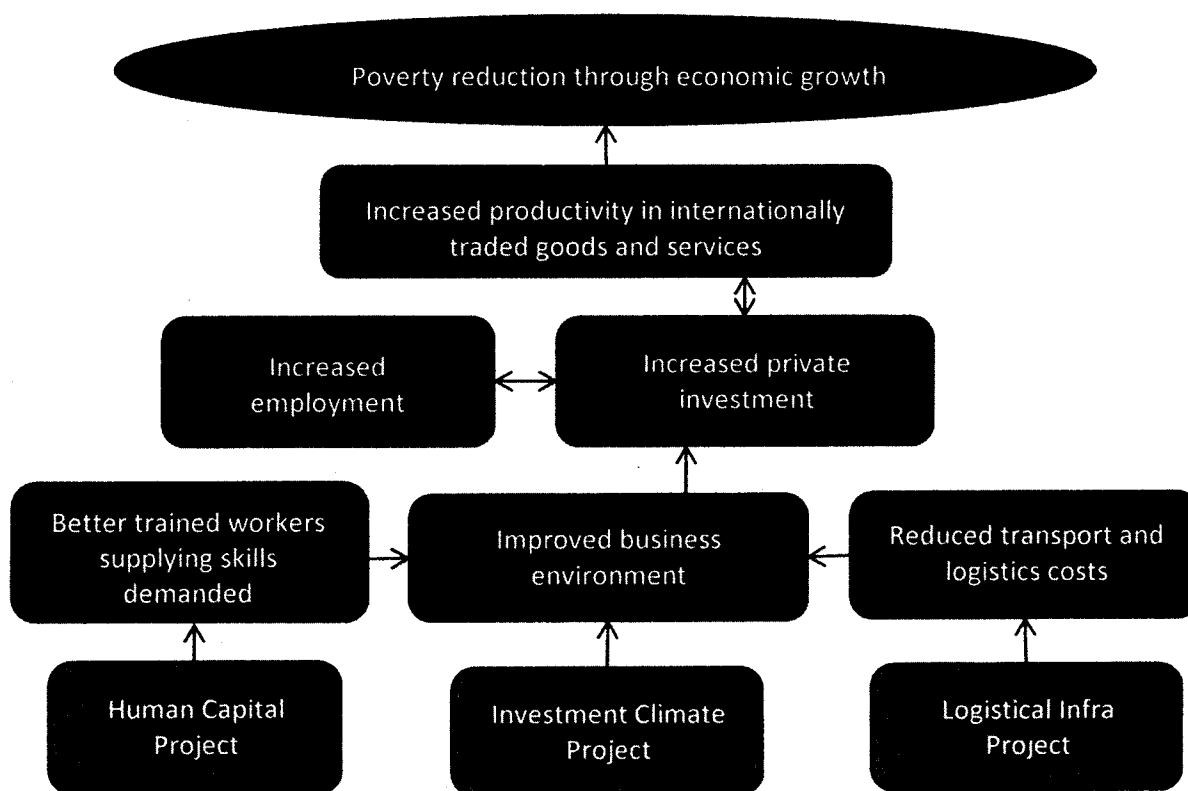 Poverty reduction through economic growth
Increased productivity in internationally
traded goods and services
Increased
employment
Increased private
investment
Better trained workers
supplying skills
demanded
Improved business
environment
Reduced transport and
logistics costs
Human Capital
Project
Investment Climate
Project
Logistical Infra
Project